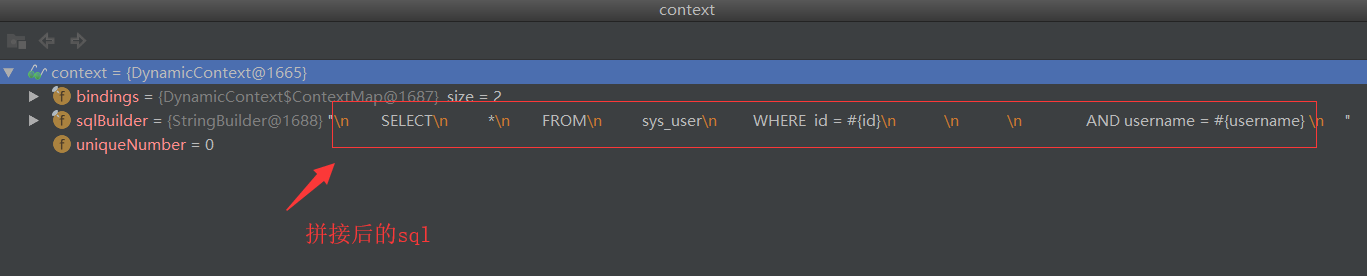 context
context = {DynamicContext@1665}
bindings = {DynamicContext$ContextMap@1687} size = 2
sqlBuilder = {StringBuilder@1688} "\n SELECT\n *\n FROM\n sys_user\n WHERE id = #{id}\n \n \n AND username = #{username} \n "
uniqueNumber = 0
拼接后的sql